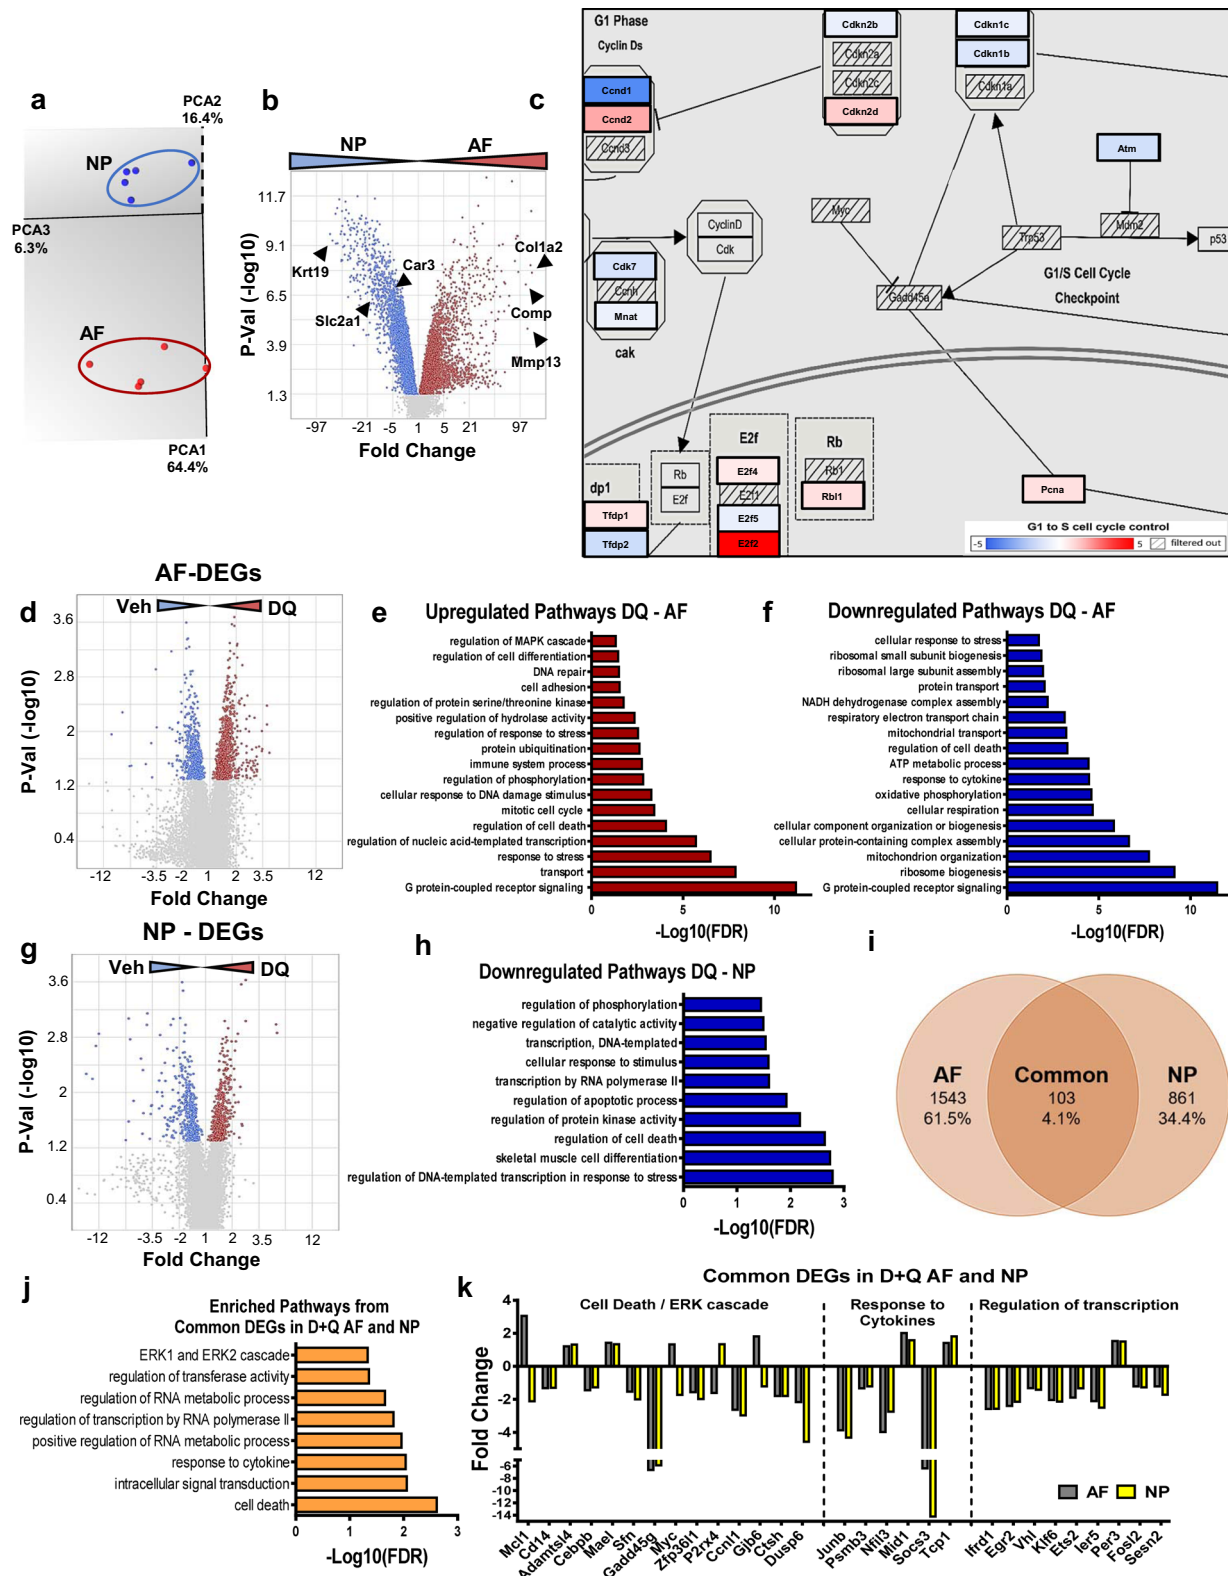 a
PCA2
16.4%
NP
PCA3
6.3%
AF
PCA1
64.4%
b
NP
AF
11.7
9.1
6.5
3.9
1.3
P-Val (-log10)
Krt19
Car3
Slc2a1
Col1a2
Comp
Mmp13
-97
-21
-5
1
5
21
97
Fold Change
c
G1 Phase
Cyclin Ds
Ccnd1
Ccnd2
Ccnd3
Cdkn2b
Cdkn2a
Cdkn2c
Cdkn2d
Cdkn1c
Cdkn1b
Cdkn1a
Atm
Mdm2
Myc
Trp53
p53
CyclinD
Cdk
Cdk7
Ccnh
Mnat
cak
Gadd45a
G1/S Cell Cycle
Checkpoint
E2f
Rb
E2f4
E2f1
E2f5
E2f2
Rb
E2f
Rb1
Rbl1
dp1
Tfdp1
Tfdp2
Pcna
G1 to S cell cycle control
-5
5
filtered out
AF-DEGs
d
Veh
DQ
3.6
2.8
2
1.2
0.4
P-Val (-log10)
-12
-3.5
-2
1
2
3.5
12
Fold Change
e
Upregulated Pathways DQ - AF
regulation of MAPK cascade
regulation of cell differentiation
DNA repair
cell adhesion
regulation of protein serine/threonine kinase
positive regulation of hydrolase activity
regulation of response to stress
protein ubiquitination
immune system process
regulation of phosphorylation
cellular response to DNA damage stimulus
mitotic cell cycle
regulation of cell death
regulation of nucleic acid-templated transcription
response to stress
transport
G protein-coupled receptor signaling
0
5
10
-Log10(FDR)
f
Downregulated Pathways DQ - AF
cellular response to stress
ribosomal small subunit biogenesis
ribosomal large subunit assembly
protein transport
NADH dehydrogenase complex assembly
respiratory electron transport chain
mitochondrial transport
regulation of cell death
ATP metabolic process
response to cytokine
oxidative phosphorylation
cellular respiration
cellular component organization or biogenesis
cellular protein-containing complex assembly
mitochondrion organization
ribosome biogenesis
G protein-coupled receptor signaling
0
5
10
-Log10(FDR)
g
NP - DEGs
Veh
DQ
3.6
2.8
2
1.2
0.4
P-Val (-log10)
-12
-3.5
-2
1
2
3.5
12
Fold Change
h
Downregulated Pathways DQ - NP
regulation of phosphorylation
negative regulation of catalytic activity
transcription, DNA-templated
cellular response to stimulus
transcription by RNA polymerase II
regulation of apoptotic process
regulation of protein kinase activity
regulation of cell death
skeletal muscle cell differentiation
regulation of DNA-templated transcription in response to stress
0
1
2
3
-Log10(FDR)
i
AF
1543
61.5%
Common
103
4.1%
NP
861
34.4%
j
Enriched Pathways from
Common DEGs in D+Q AF and NP
ERK1 and ERK2 cascade
regulation of transferase activity
regulation of RNA metabolic process
regulation of transcription by RNA polymerase II
positive regulation of RNA metabolic process
response to cytokine
intracellular signal transduction
cell death
0
1
2
3
-Log10(FDR)
k
Common DEGs in D+Q AF and NP
Cell Death / ERK cascade
Response to
Cytokines
Regulation of transcription
4
2
0
-2
-4
-6
-8
-10
-12
-14
Fold Change
AF
NP
Mcl1
Cd14
Adamtsl4
Cebpb
Mael
Sfn
Gadd45g
Myc
Zfp36l1
P2rx4
Ccnl1
Gjb6
Ctsh
Dusp6
Junb
Psmb3
Nfil3
Mid1
Socs3
Tcp1
Ifrd1
Egr2
Vhl
Klf6
Ets2
Ier5
Per3
Fosl2
Sesn2